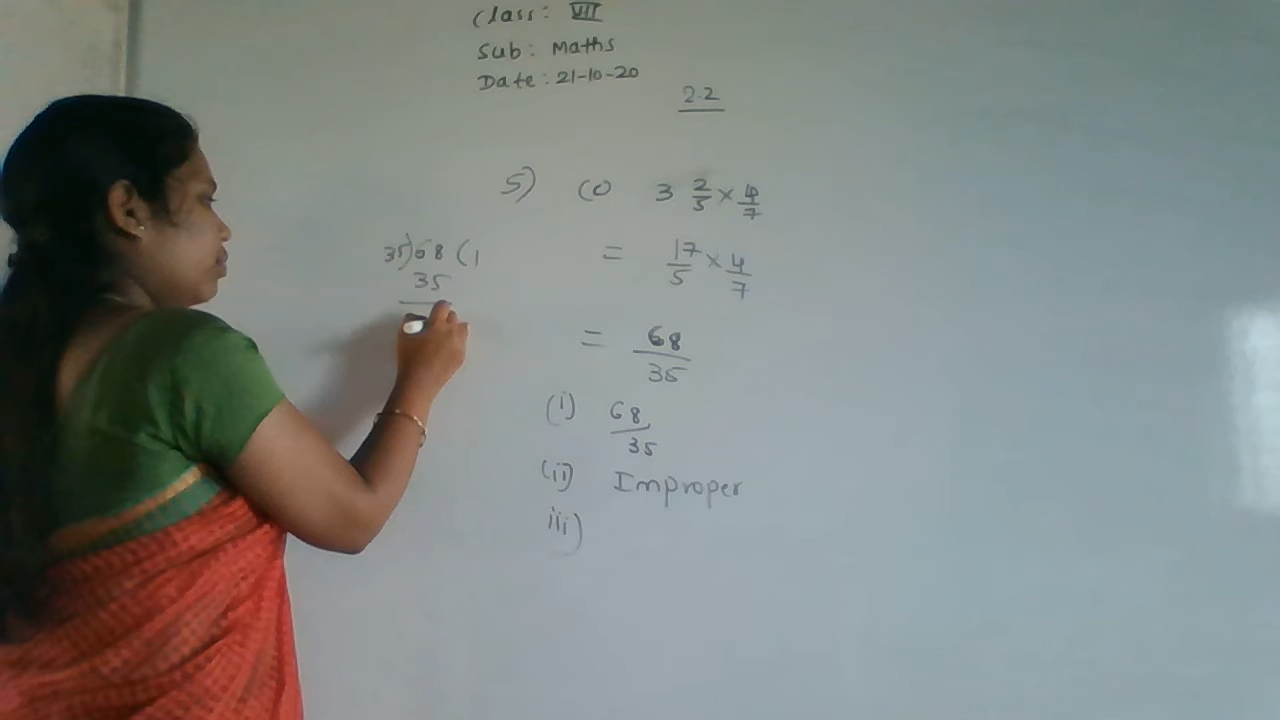 Class: VII
Sub: Maths
Date: 21-10-20
2.2
5) (c) 3 2/5 × 4/7
= 17/5 × 4/7
35)68(1
35
= 68/35
(i) 68/35
(ii) Improper
iii)